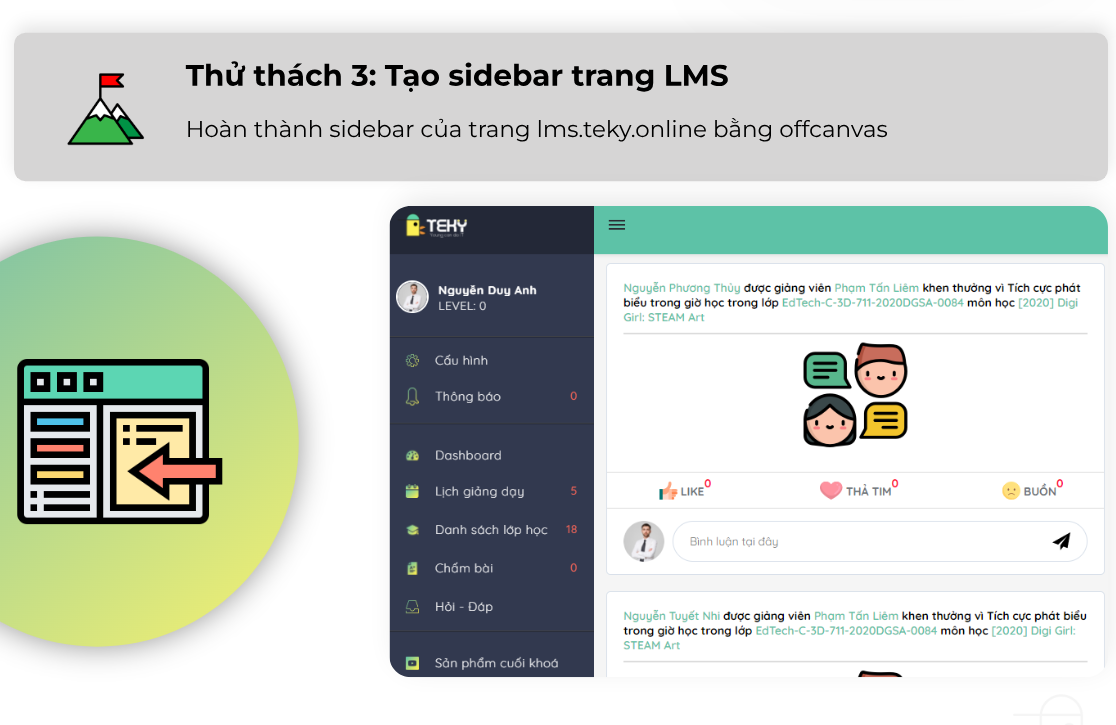 Thử thách 3: Tạo sidebar trang LMS
Hoàn thành sidebar của trang lms.teky.online bằng offcanvas
TEKY
Nguyễn Duy Anh
LEVEL: 0
Cấu hình
Thông báo 0
Dashboard
Lịch giảng dạy 5
Danh sách lớp học 18
Chấm bài 0
Hỏi - Đáp
Sản phẩm cuối khoá
Nguyễn Phương Thủy được giảng viên Phạm Tấn Liêm khen thưởng vì Tích cực phát
biểu trong giờ học trong lớp EdTech-C-3D-711-2020DGSA-0084 môn học [2020] Digi
Girl: STEAM Art
LIKE 0
THẢ TIM 0
BUỒN 0
Bình luận tại đây
Nguyễn Tuyết Nhi được giảng viên Phạm Tấn Liêm khen thưởng vì Tích cực phát biểu
trong giờ học trong lớp EdTech-C-3D-711-2020DGSA-0084 môn học [2020] Digi Girl:
STEAM Art